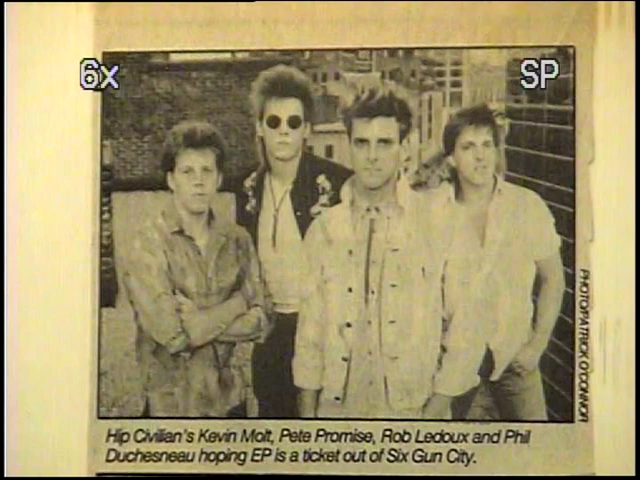 6x
SP
PHOTO/PATRICK O'CONNOR
Hip Civilian's Kevin Molt, Pete Promise, Rob Ledoux and Phil
Duchesneau hoping EP is a ticket out of Six Gun City.